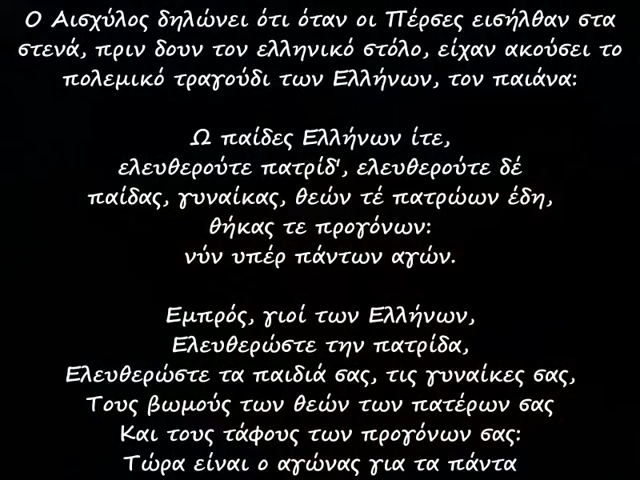 Ο Αισχύλος δηλώνει ότι όταν οι Πέρσες εισήλθαν στα
στενά, πριν δουν τον ελληνικό στόλο, είχαν ακούσει το
πολεμικό τραγούδι των Ελλήνων, τον παιάνα:
Ω παίδες Ελλήνων ίτε,
ελευθερούτε πατρίδ', ελευθερούτε δέ
παίδας, γυναίκας, θεών τέ πατρώων έδη,
θήκας τε προγόνων:
νύν υπέρ πάντων αγών.
Εμπρός, γιοί των Ελλήνων,
Ελευθερώστε την πατρίδα,
Ελευθερώστε τα παιδιά σας, τις γυναίκες σας,
Τους βωμούς των θεών των πατέρων σας
Και τους τάφους των προγόνων σας:
Τώρα είναι ο αγώνας για τα πάντα